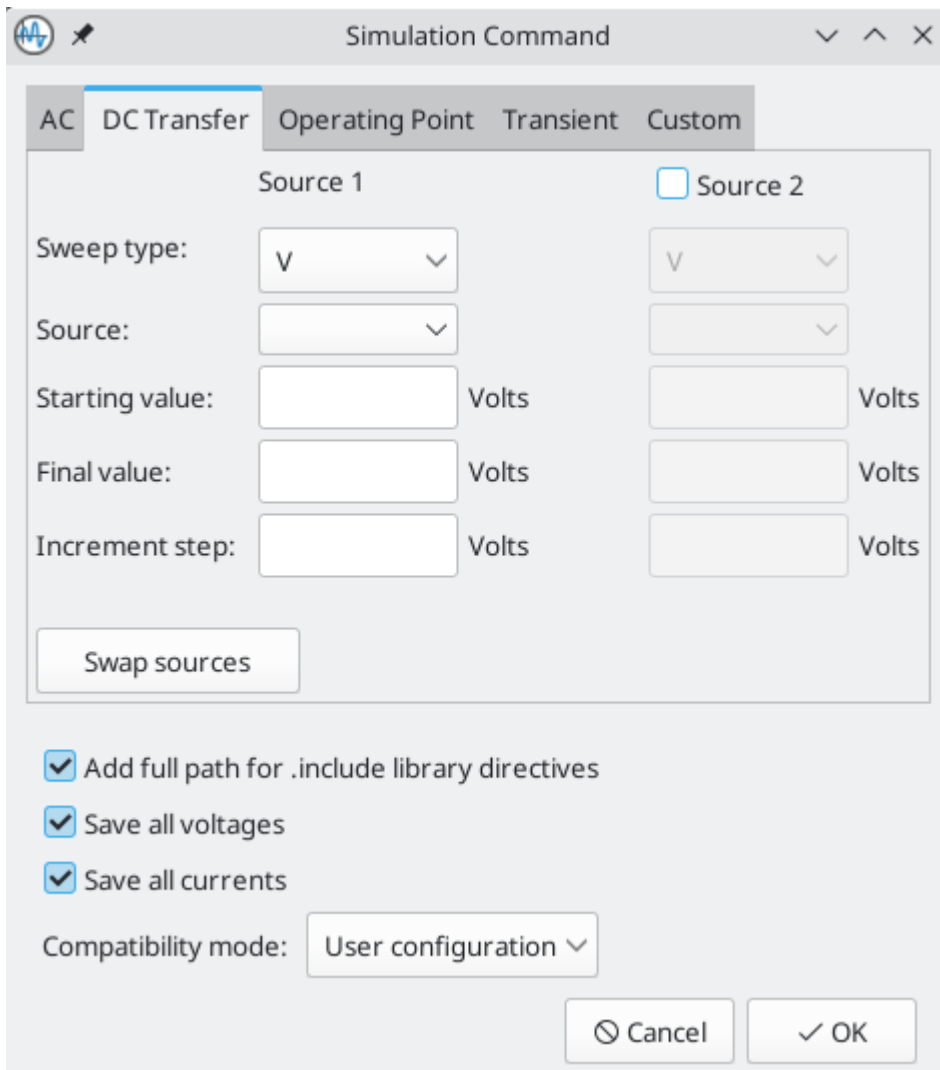 Simulation Command
AC DC Transfer Operating Point Transient Custom
Source 1 Source 2
Sweep type: V V
Source:
Starting value: Volts Volts
Final value: Volts Volts
Increment step: Volts Volts
Swap sources
Add full path for .include library directives
Save all voltages
Save all currents
Compatibility mode: User configuration
Cancel OK